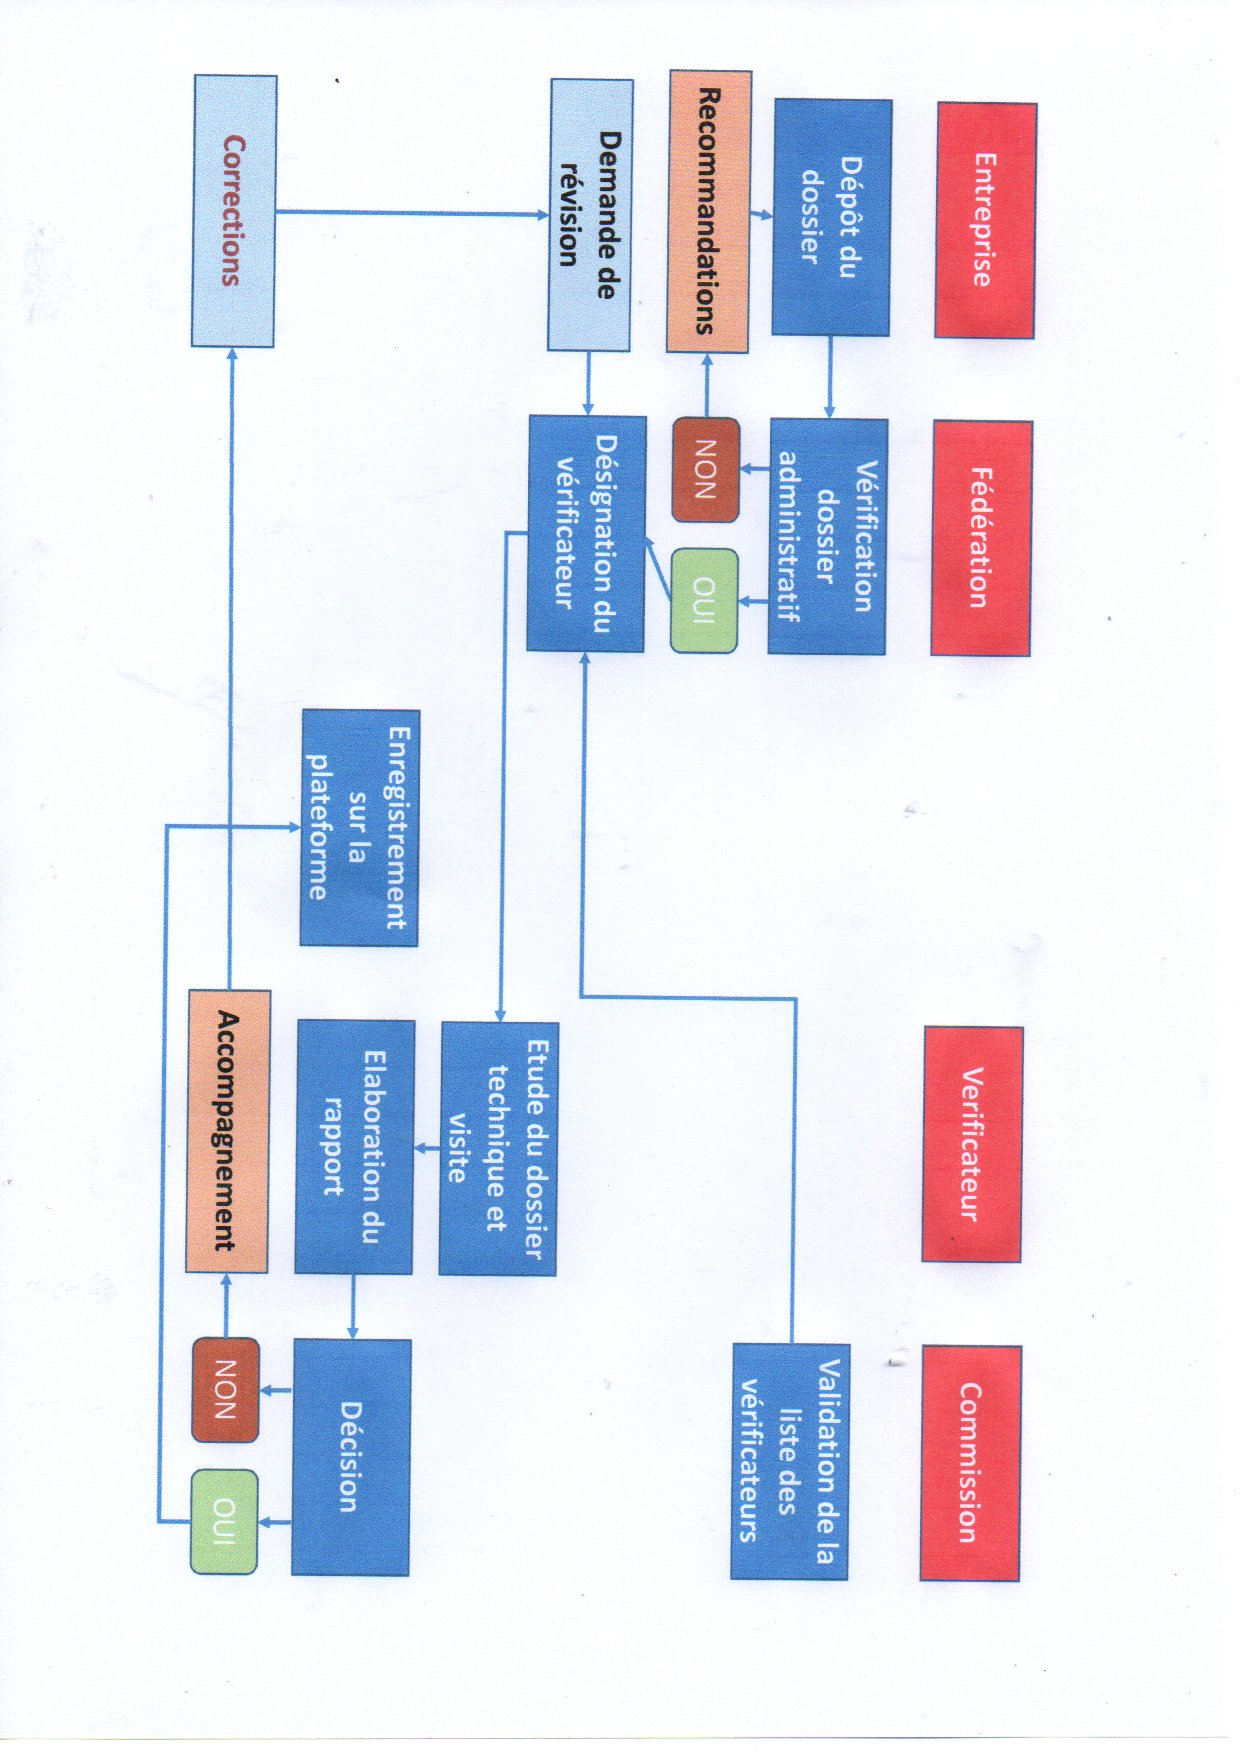 Entreprise
Fédération
Verificateur
Commission
Dépôt du
dossier
Vérification
dossier
administratif
Validation de la
liste des
vérificateurs
Recommandations
NON
OUI
Demande de
révision
Désignation du
vérificateur
Etude du dossier
technique et
visite
Enregistrement
sur la
plateforme
Elaboration du
rapport
Décision
Corrections
Accompagnement
NON
OUI